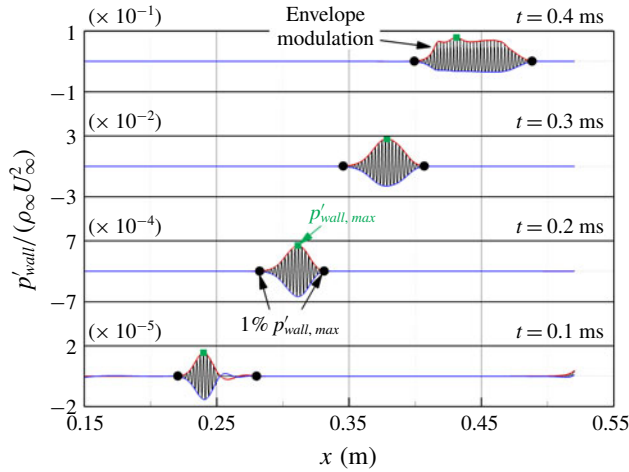 Envelope
modulation
(× 10⁻¹) t = 0.4 ms
1
−1
(× 10⁻²) t = 0.3 ms
3
−3
(× 10⁻⁴) t = 0.2 ms
7
p′wall, max
−7
1% p′wall, max
(× 10⁻⁵) t = 0.1 ms
2
−2
0.15 0.25 0.35 0.45 0.55
x (m)
p′wall/(ρ∞U²∞)